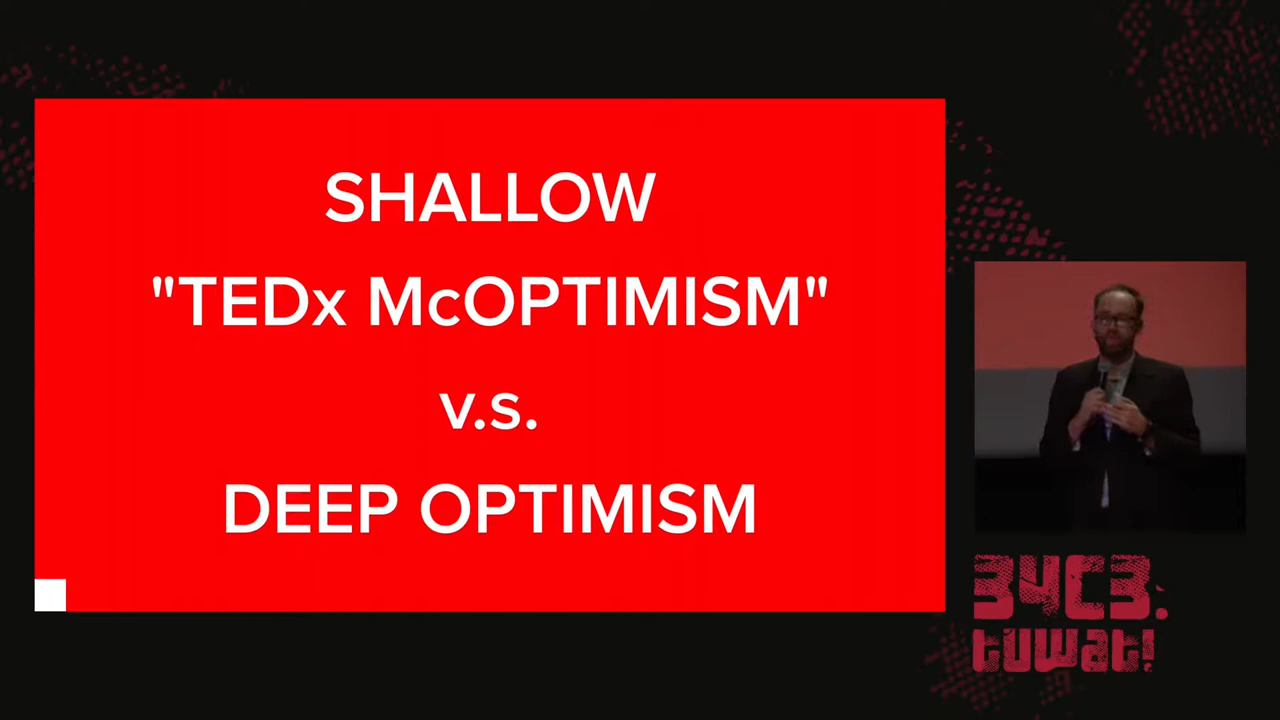 SHALLOW
"TEDx McOPTIMISM"
v.s.
DEEP OPTIMISM
34C3.
tuwat!